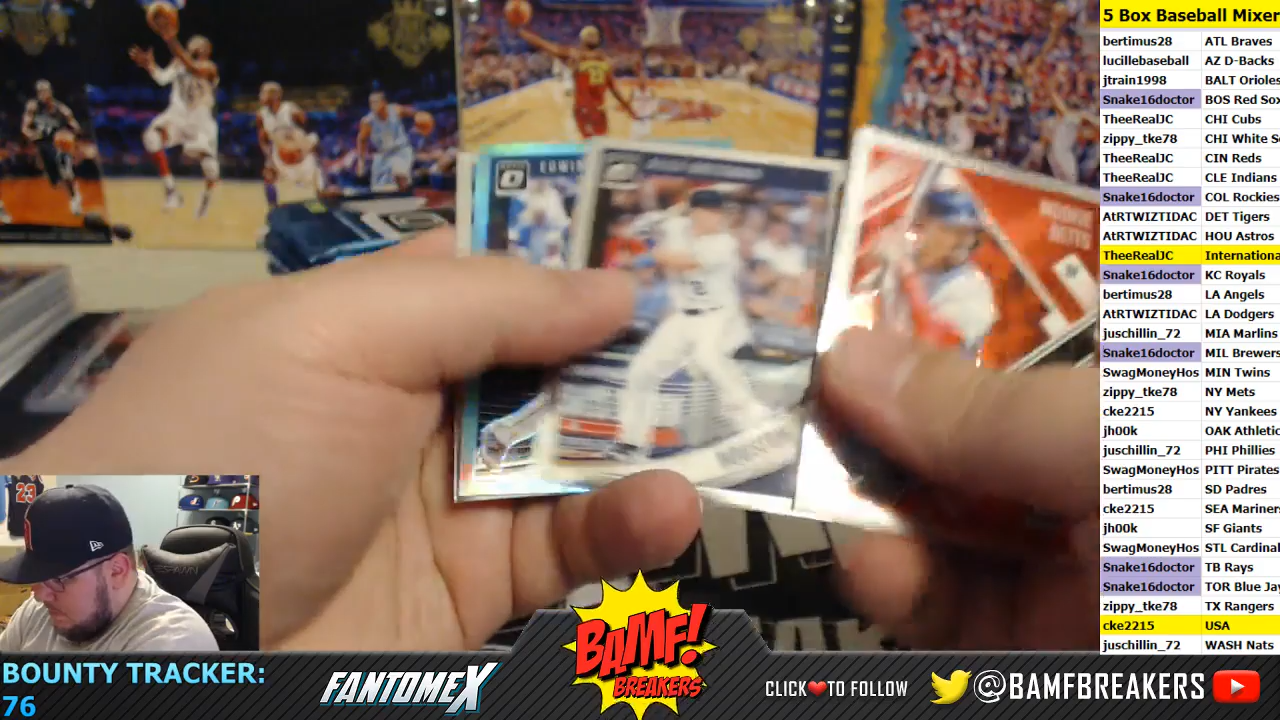 5 Box Baseball Mixer
bertimus28 ATL Braves
lucillebaseball AZ D-Backs
jtrain1998 BALT Orioles
Snake16doctor BOS Red Sox
TheeRealJC CHI Cubs
zippy_tke78 CHI White S
TheeRealJC CIN Reds
TheeRealJC CLE Indians
Snake16doctor COL Rockies
AtRTWIZTIDAC DET Tigers
AtRTWIZTIDAC HOU Astros
TheeRealJC Internationa
Snake16doctor KC Royals
bertimus28 LA Angels
AtRTWIZTIDAC LA Dodgers
juschillin_72 MIA Marlins
Snake16doctor MIL Brewers
SwagMoneyHos MIN Twins
zippy_tke78 NY Mets
cke2215 NY Yankees
jh00k OAK Athletic
juschillin_72 PHI Phillies
SwagMoneyHos PITT Pirates
bertimus28 SD Padres
cke2215 SEA Mariner
jh00k SF Giants
SwagMoneyHos STL Cardinal
Snake16doctor TB Rays
Snake16doctor TOR Blue Jay
zippy_tke78 TX Rangers
cke2215 USA
juschillin_72 WASH Nats
EDWIN
MOOKIE
BETTS
23
BOUNTY TRACKER:
76
FANTOMEX
BAMF!
BREAKERS
CLICK❤TO FOLLOW
@BAMFBREAKERS